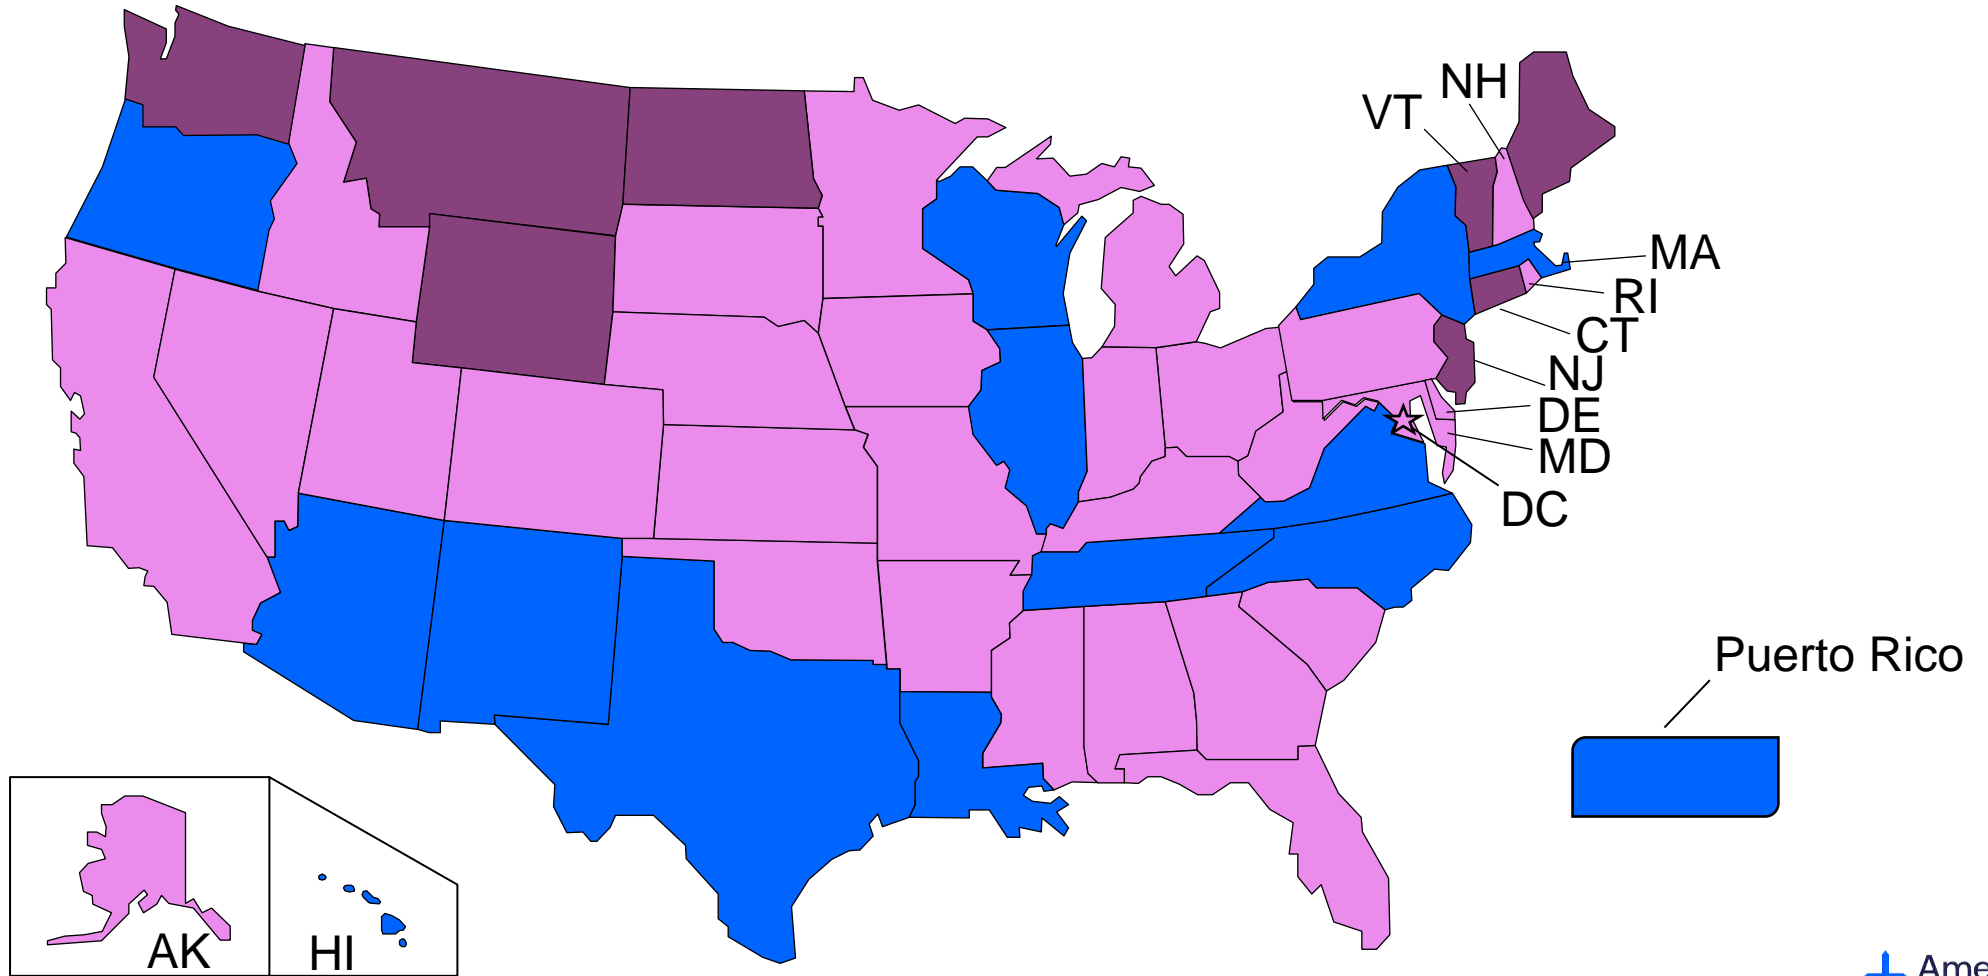 NH
VT
MA
RI
CT
NJ
DE
MD
DC
Puerto Rico
AK
HI